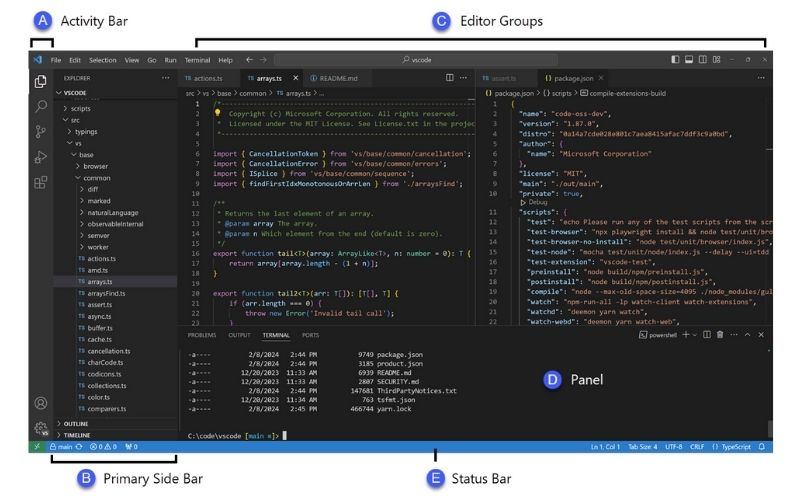 A Activity Bar
C Editor Groups
File Edit Selection View Go Run Terminal Help
vscode
EXPLORER
VSCODE
scripts
src
typings
vs
base
browser
common
diff
marked
naturalLanguage
observableInternal
semver
worker
TS actions.ts
TS amd.ts
TS arrays.ts
TS arraysFind.ts
TS assert.ts
TS async.ts
TS buffer.ts
TS cache.ts
TS cancellation.ts
TS charCode.ts
TS codicons.ts
TS collections.ts
TS color.ts
TS comparers.ts
OUTLINE
TIMELINE
TS actions.ts TS arrays.ts README.md
src > vs > base > common > TS arrays.ts > ...
1 /*---------------------------------------------
2 * Copyright (c) Microsoft Corporation. All rights reserved.
3 * Licensed under the MIT License. See License.txt in the projec
4 *---------------------------------------------
5
6 import { CancellationToken } from 'vs/base/common/cancellation';
7 import { CancellationError } from 'vs/base/common/errors';
8 import { ISplice } from 'vs/base/common/sequence';
9 import { findFirstIdxMonotonousOrArrLen } from './arraysFind';
10
11 /**
12 * Returns the last element of an array.
13 * @param array The array.
14 * @param n Which element from the end (default is zero).
15 */
16 export function tail<T>(array: ArrayLike<T>, n: number = 0): T {
17 return array[array.length - (1 + n)];
18 }
19
20 export function tail2<T>(arr: T[]): [T[], T] {
21 if (arr.length === 0) {
22 throw new Error('Invalid tail call');
23 }
TS assert.ts {} package.json
{} package.json > {} scripts > compile-extensions-build
1 {
2 "name": "code-oss-dev",
3 "version": "1.87.0",
4 "distro": "0a14a7cde028e801c7aea8415afac7ddf3c9a0bd",
5 "author": {
6 "name": "Microsoft Corporation"
7 },
8 "license": "MIT",
9 "main": "./out/main",
10 "private": true,
Debug
11 "scripts": {
12 "test": "echo Please run any of the test scripts from the scr
13 "test-browser": "npx playwright install && node test/unit/brow
14 "test-browser-no-install": "node test/unit/browser/index.js",
15 "test-node": "mocha test/unit/node/index.js --delay --ui=tdd
16 "test-extension": "vscode-test",
17 "preinstall": "node build/npm/preinstall.js",
18 "postinstall": "node build/npm/postinstall.js",
19 "compile": "node --max-old-space-size=4095 ./node_modules/gul
20 "watch": "npm-run-all -lp watch-client watch-extensions",
21 "watchd": "deemon yarn watch",
22 "watch-webd": "deemon yarn watch-web",
PROBLEMS OUTPUT TERMINAL PORTS
powershell
-a---- 2/8/2024 2:44 PM 9749 package.json
-a---- 2/8/2024 2:44 PM 3185 product.json
-a---- 12/20/2023 11:33 AM 6939 README.md
-a---- 12/20/2023 11:33 AM 2807 SECURITY.md
-a---- 2/8/2024 2:44 PM 147681 ThirdPartyNotices.txt
-a---- 12/20/2023 11:34 AM 763 tsfmt.json
-a---- 2/8/2024 2:45 PM 466744 yarn.lock
C:\code\vscode [main ≡]>
D Panel
main 0 0 0
Ln 1, Col 1 Tab Size: 4 UTF-8 CRLF {} TypeScript
B Primary Side Bar
E Status Bar